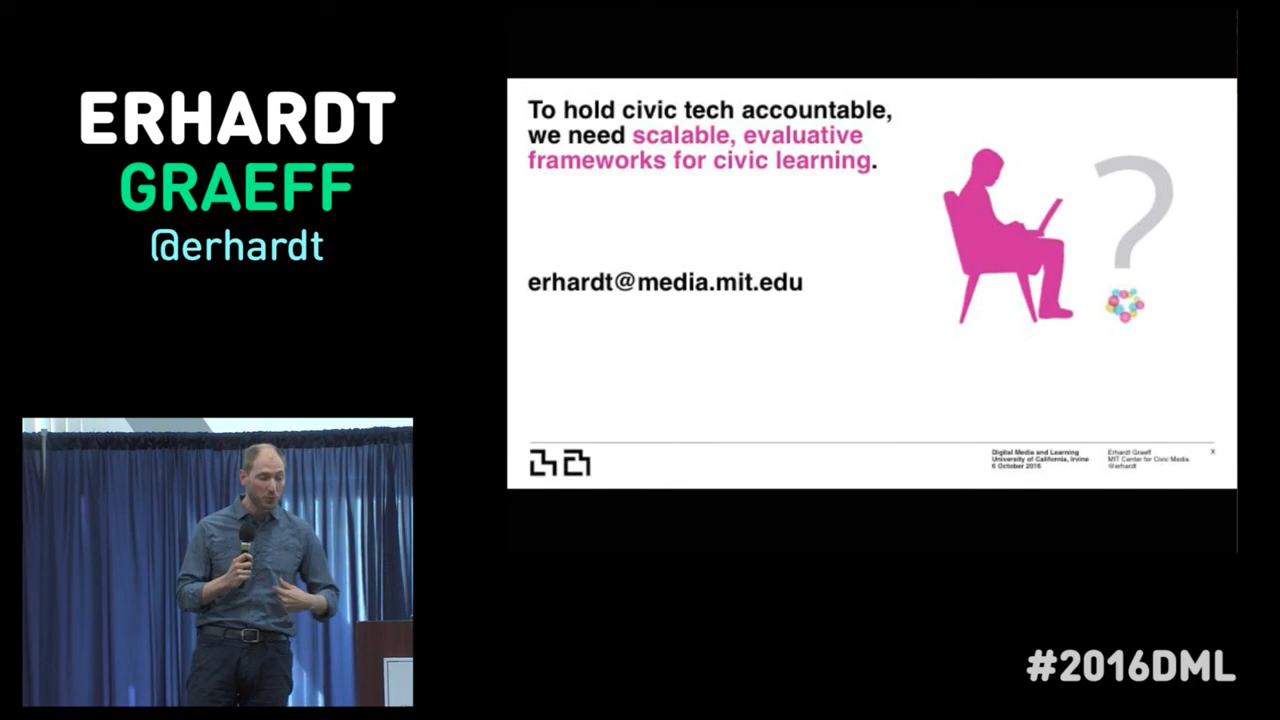 ERHARDT
GRAEFF
@erhardt
To hold civic tech accountable,
we need scalable, evaluative
frameworks for civic learning.
erhardt@media.mit.edu
Digital Media and Learning
University of California, Irvine
6 October 2016
Erhardt Graeff
MIT Center for Civic Media
@erhardt
X
#2016DML